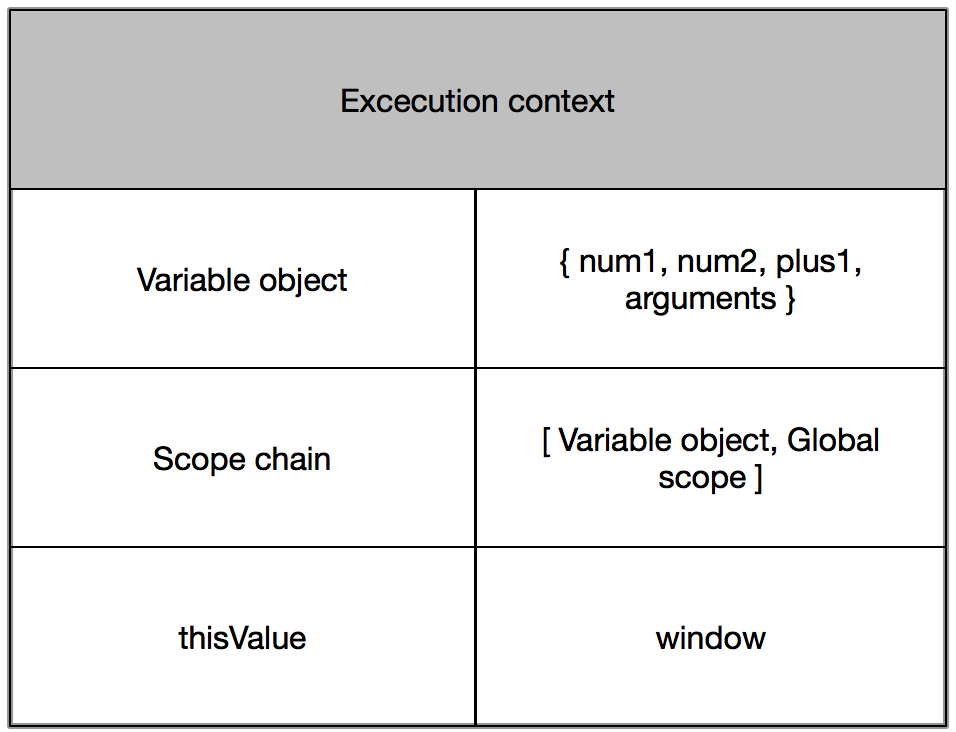 Excecution context
Variable object
{ num1, num2, plus1,
arguments }
Scope chain
[ Variable object, Global
scope ]
thisValue
window